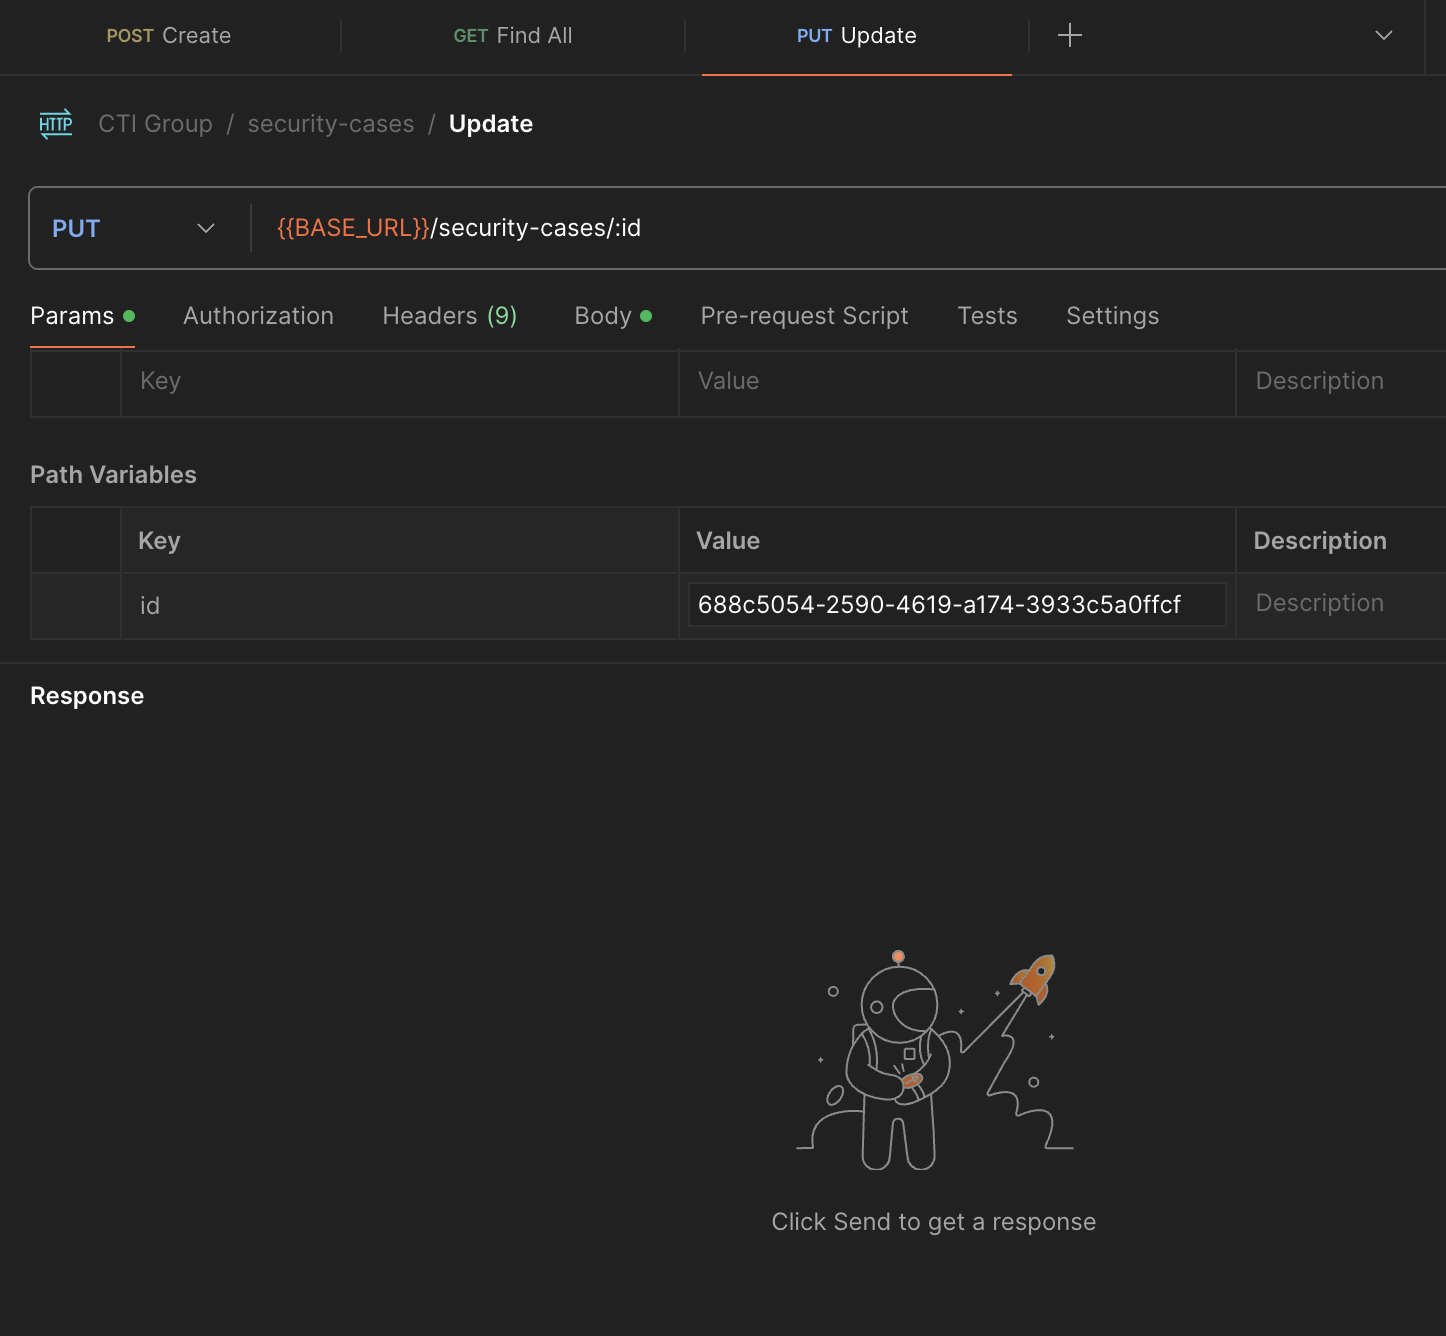 POST Create GET Find All PUT Update
HTTP CTI Group / security-cases / Update
PUT {{BASE_URL}}/security-cases/:id
Params Authorization Headers (9) Body Pre-request Script Tests Settings
Key Value Description
Path Variables
Key Value Description
id 688c5054-2590-4619-a174-3933c5a0ffcf Description
Response
Click Send to get a response